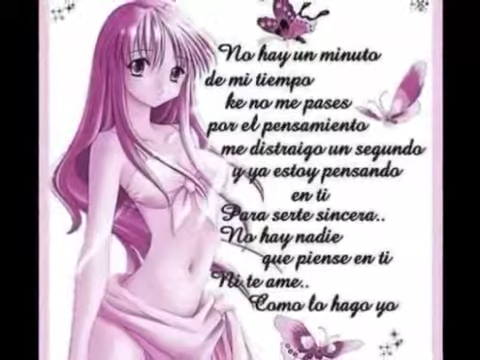 No hay un minuto
de mi tiempo
ke no me pases
por el pensamiento
me distraigo un segundo
y ya estoy pensando
en ti
Para serte sincera..
No hay nadie
que piense en ti
Ni te ame..
Como lo hago yo